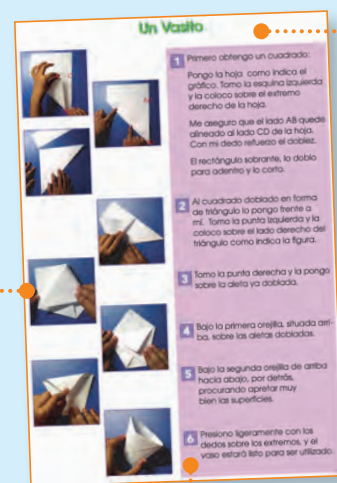 Un Vasito
1 Primero obtengo un cuadrado:
Pongo la hoja como indica el
gráfico. Tomo la esquina izquierda
y la coloco sobre el extremo
derecho de la hoja.
Me aseguro que el lado AB quede
alineado al lado CD de la hoja.
Con mi dedo refuerzo el doblez.
El rectángulo sobrante, lo doblo
para adentro y lo corto.
2 Al cuadrado doblado en forma
de triángulo lo pongo frente a
mí. Tomo la punta izquierda y la
coloco sobre el lado derecho del
triángulo como indica la figura.
3 Tomo la punta derecha y la pongo
sobre la aleta ya doblada.
4 Bajo la primera orejilla, situada arri-
ba, sobre las aletas dobladas.
5 Bajo la segunda orejilla de arriba
hacia abajo, por detrás,
procurando apretar muy
bien las superficies.
6 Presiono ligeramente con los
dedos sobre los extremos, y el
vaso estará listo para ser utilizado.